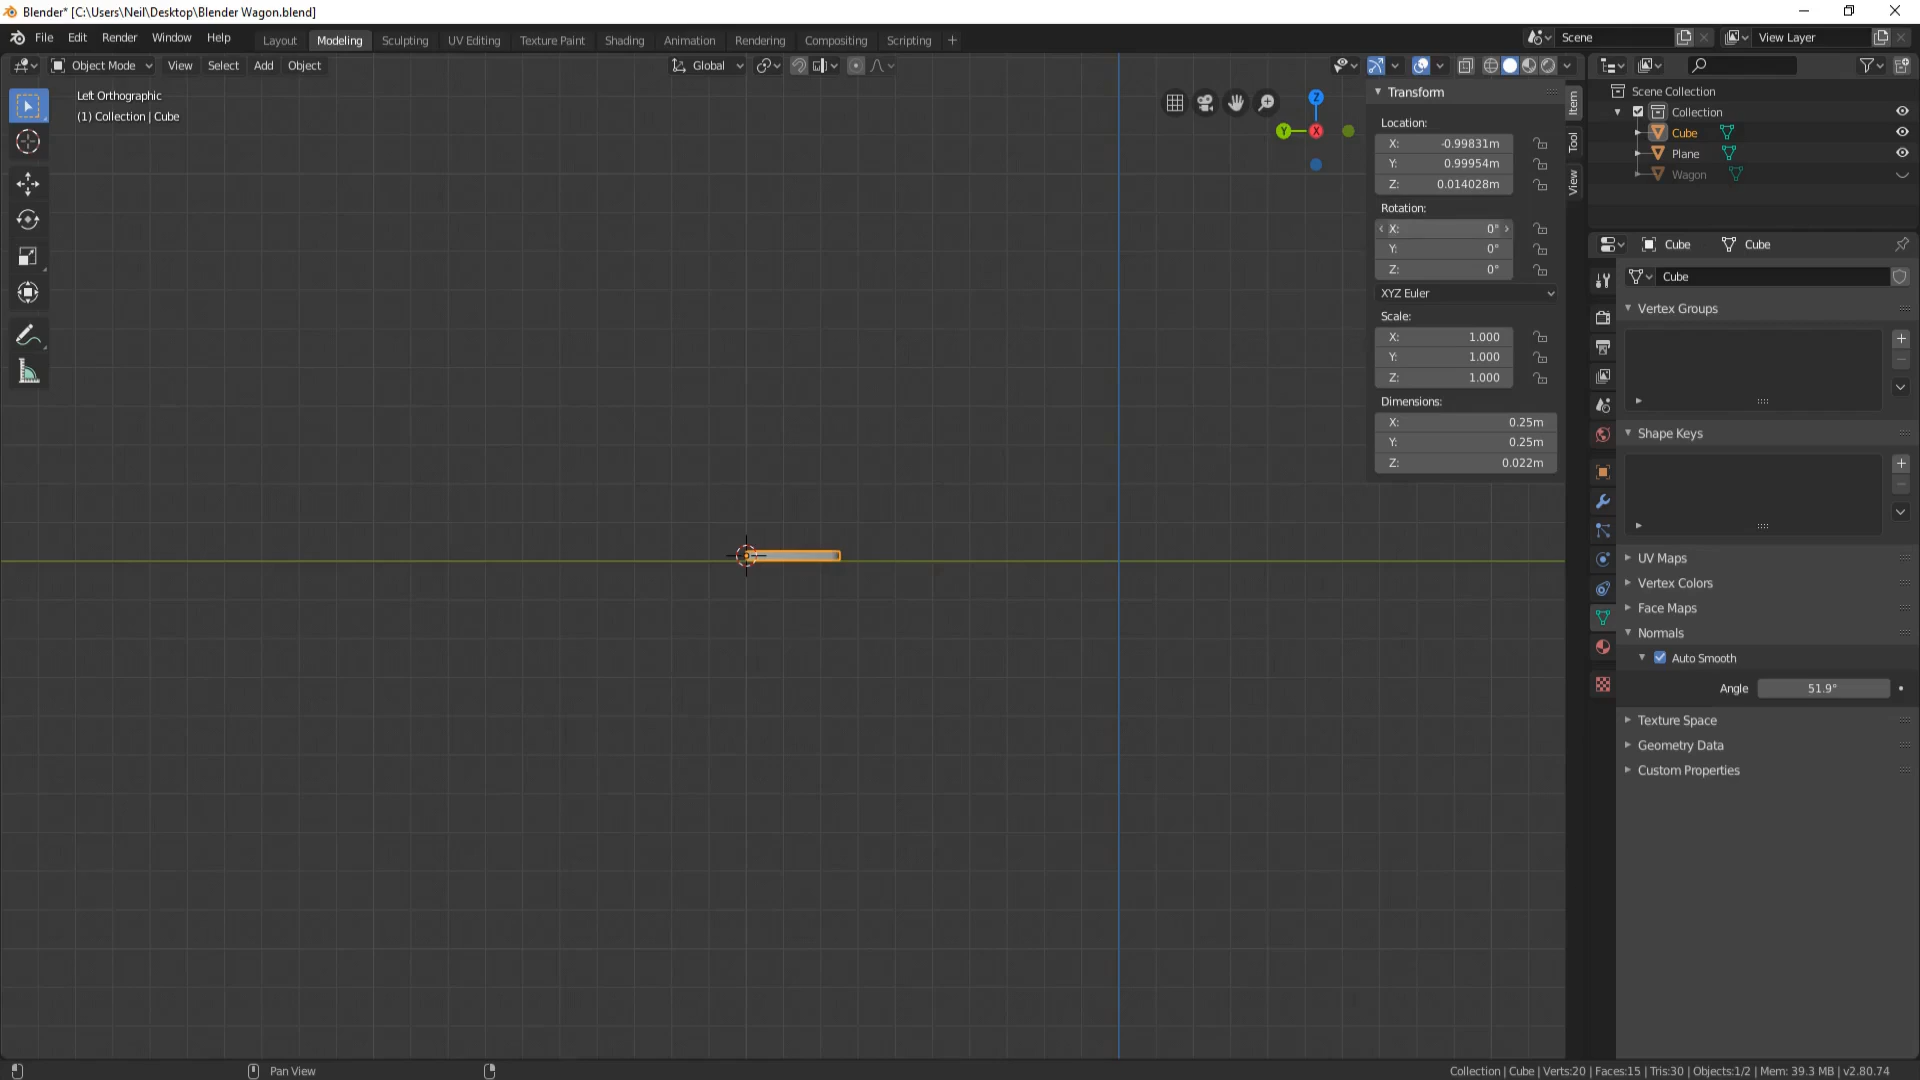 Blender* [C:\Users\Neil\Desktop\Blender Wagon.blend]
File Edit Render Window Help
Layout Modeling Sculpting UV Editing Texture Paint Shading Animation Rendering Compositing Scripting +
Scene
View Layer
Object Mode View Select Add Object
Global
Left Orthographic
(1) Collection | Cube
Z
Y
X
Transform
Location:
X: -0.99831m
Y: 0.99954m
Z: 0.014028m
Rotation:
X: 0°
Y: 0°
Z: 0°
XYZ Euler
Scale:
X: 1.000
Y: 1.000
Z: 1.000
Dimensions:
X: 0.25m
Y: 0.25m
Z: 0.022m
Item
Tool
View
Scene Collection
Collection
Cube
Plane
Wagon
Cube Cube
Cube
Vertex Groups
Shape Keys
UV Maps
Vertex Colors
Face Maps
Normals
Auto Smooth
Angle 51.9°
Texture Space
Geometry Data
Custom Properties
Pan View
Collection | Cube | Verts:20 | Faces:15 | Tris:30 | Objects:1/2 | Mem: 39.3 MB | v2.80.74